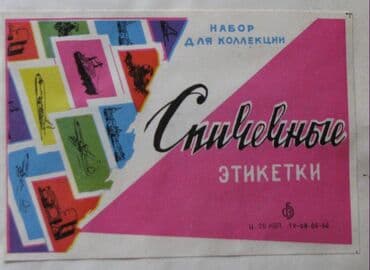 НАБОР
ДЛЯ КОЛЛЕКЦИИ
Спичечные
ЭТИКЕТКИ
Ц. 20 КОП.